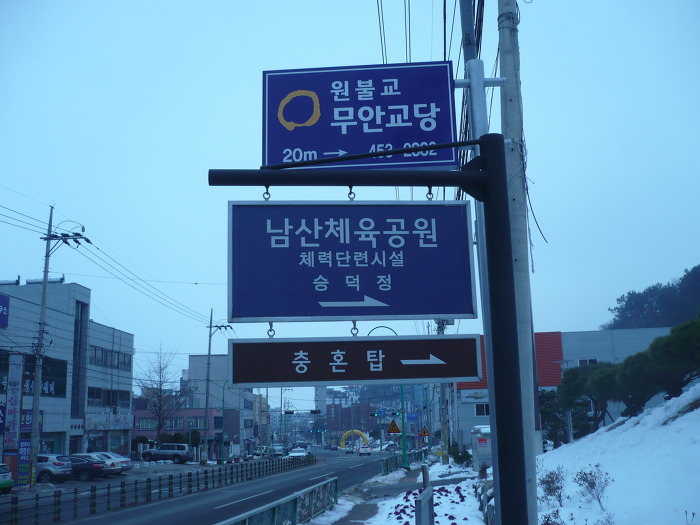 원불교
무안교당
20m → 453-2002
남산체육공원
체력단련시설
승덕정
충혼탑